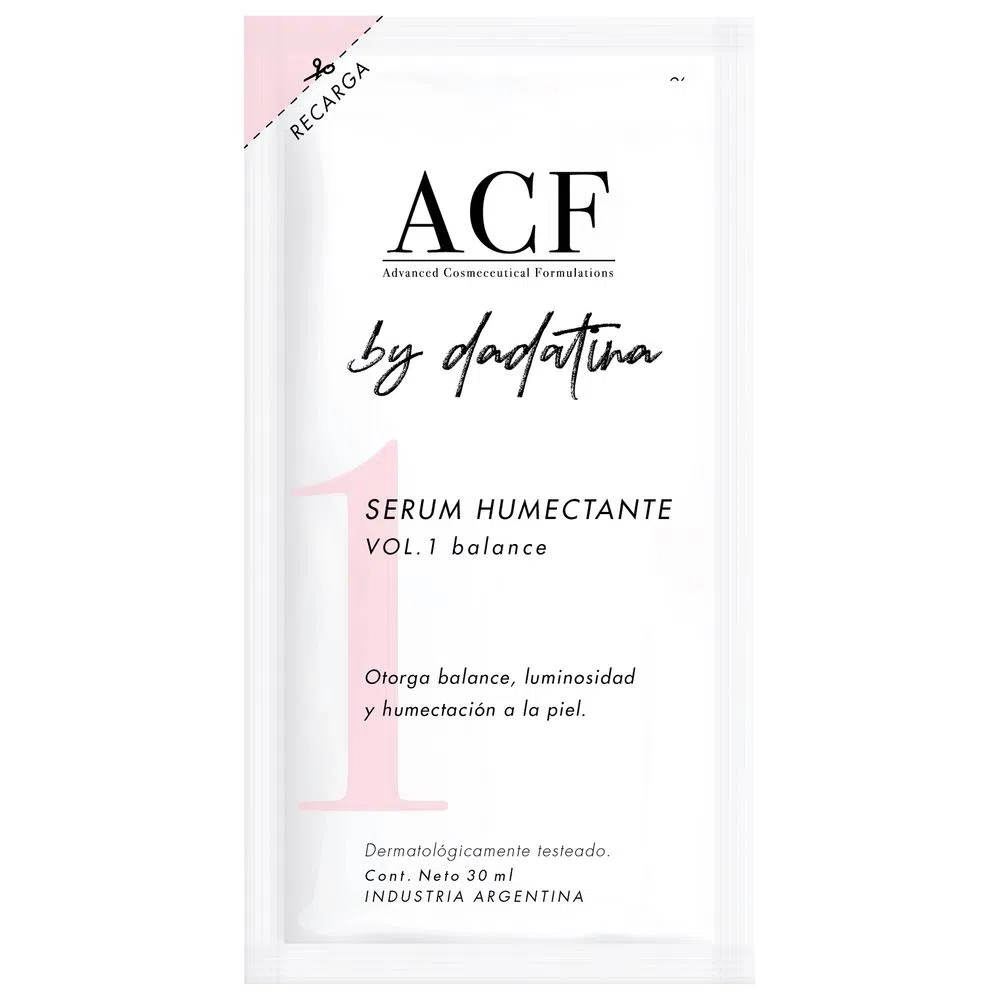 RECARGA
ACF
Advanced Cosmeceutical Formulations
by dadatina
1
SERUM HUMECTANTE
VOL.1 balance
Otorga balance, luminosidad
y humectación a la piel.
Dermatológicamente testeado.
Cont. Neto 30 ml
INDUSTRIA ARGENTINA